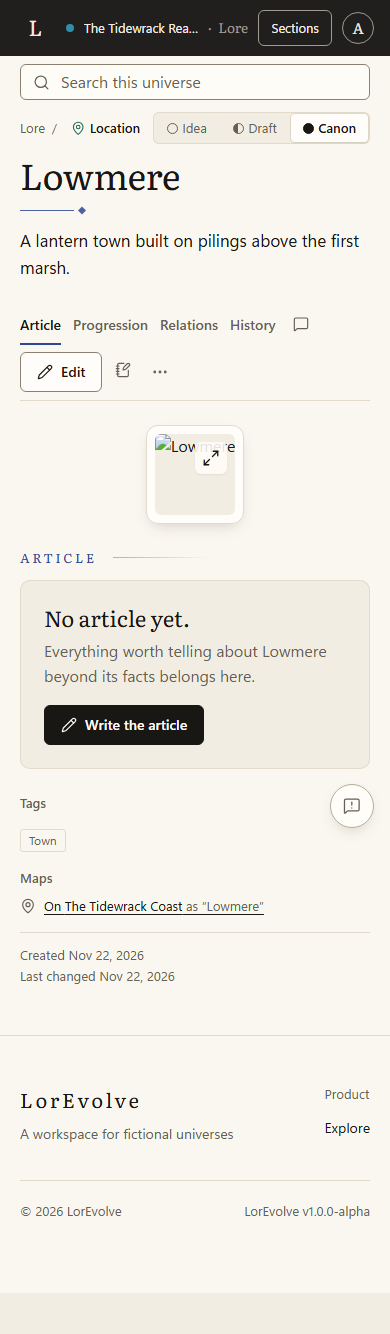 L
The Tidewrack Rea... · Lore
Sections
A
Search this universe
Lore / Location
Idea
Draft
Canon
Lowmere
A lantern town built on pilings above the first
marsh.
Article
Progression
Relations
History
Edit
Lowmere
ARTICLE
No article yet.
Everything worth telling about Lowmere
beyond its facts belongs here.
Write the article
Tags
Town
Maps
On The Tidewrack Coast as “Lowmere”
Created Nov 22, 2026
Last changed Nov 22, 2026
LorEvolve
A workspace for fictional universes
Product
Explore
© 2026 LorEvolve
LorEvolve v1.0.0-alpha